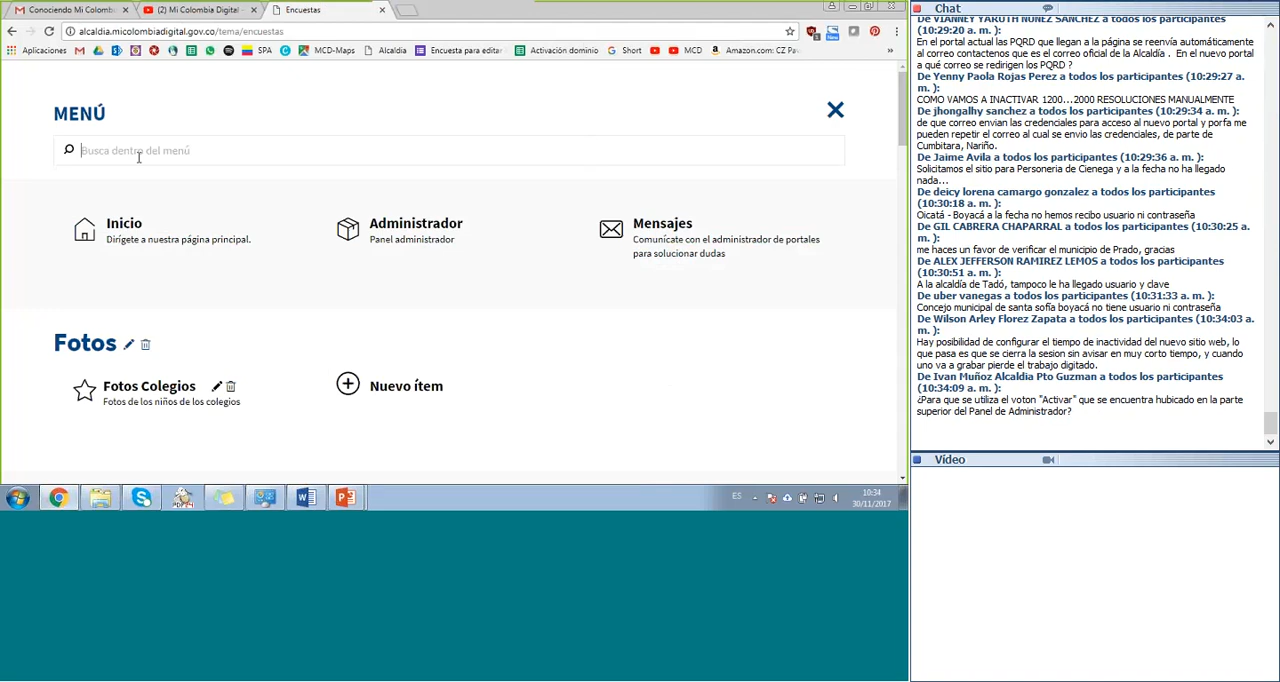 Conociendo Mi Colomb
(2) Mi Colombia Digital -
Encuestas
alcaldia.micolombiadigital.gov.co/tema/encuestas
Aplicaciones
SPA
MCD-Maps
Alcaldia
Encuesta para editar
Activación dominio
Short
MCD
Amazon.com: CZ Pa
MENÚ
Busca dentro del menú
Inicio
Dirígete a nuestra página principal.
Administrador
Panel administrador
Mensajes
Comunícate con el administrador de portales
para solucionar dudas
Fotos
Fotos Colegios
Fotos de los niños de los colegios
Nuevo ítem
ES
10:34
30/11/2017
Chat
De VIANNEY YARUTH NUÑEZ SANCHEZ a todos los participantes
(10:29:20 a. m. ):
En el portal actual las PQRD que llegan a la página se reenvía automáticamente
al correo contactenos que es el correo oficial de la Alcaldía . En el nuevo portal
a qué correo se redirigen los PQRD ?
De Yenny Paola Rojas Perez a todos los participantes (10:29:27 a.
m. ):
COMO VAMOS A INACTIVAR 1200...2000 RESOLUCIONES MANUALMENTE
De jhongalhy sanchez a todos los participantes (10:29:34 a. m. ):
de que correo envian las credenciales para acceso al nuevo portal y porfa me
pueden repetir el correo al cual se envio las credenciales, de parte de
Cumbitara, Nariño.
De Jaime Avila a todos los participantes (10:29:36 a. m. ):
Solicitamos el sitio para Personeria de Cienega y a la fecha no ha llegado
nada...
De deicy lorena camargo gonzalez a todos los participantes
(10:30:18 a. m. ):
Oicatá - Boyacá a la fecha no hemos recibo usuario ni contraseña
De GIL CABRERA CHAPARRAL a todos los participantes (10:30:25 a.
m. ):
me haces un favor de verificar el municipio de Prado, gracias
De ALEX JEFFERSON RAMIREZ LEMOS a todos los participantes
(10:30:51 a. m. ):
A la alcaldía de Tadó, tampoco le ha llegado usuario y clave
De uber vanegas a todos los participantes (10:31:33 a. m. ):
Concejo municipal de santa sofía boyacá no tiene usuario ni contraseña
De Wilson Arley Florez Zapata a todos los participantes (10:34:03 a.
m. ):
Hay posibilidad de configurar el tiempo de inactividad del nuevo sitio web, lo
que pasa es que se cierra la sesion sin avisar en muy corto tiempo, y cuando
uno va a grabar pierde el trabajo digitado.
De Ivan Muñoz Alcaldia Pto Guzman a todos los participantes
(10:34:09 a. m. ):
¿Para que se utiliza el voton "Activar" que se encuentra hubicado en la parte
superior del Panel de Administrador?
Vídeo